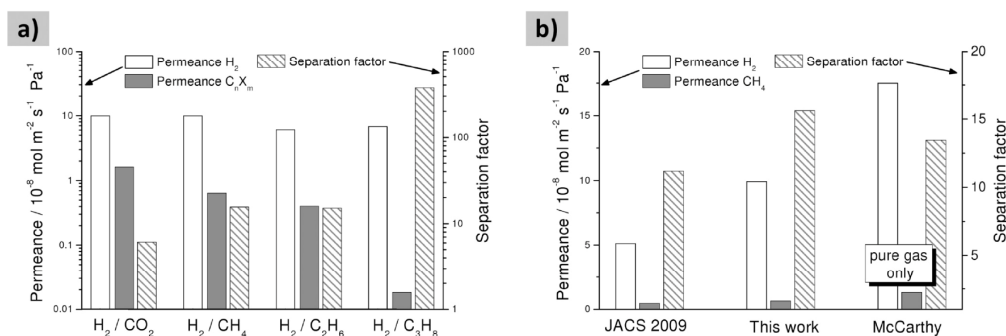 a)
Permeance H2
Separation factor
Permeance CnXm
100
10
1
0.1
0.01
Permeance / 10-8 mol m-2 s-1 Pa-1
1000
100
10
1
Separation factor
H2 / CO2
H2 / CH4
H2 / C2H6
H2 / C3H8
b)
Permeance H2
Separation factor
Permeance CH4
20
15
10
5
0
Permeance / 10-8 mol m-2 s-1 Pa-1
20
15
10
5
Separation factor
pure gas
only
JACS 2009
This work
McCarthy